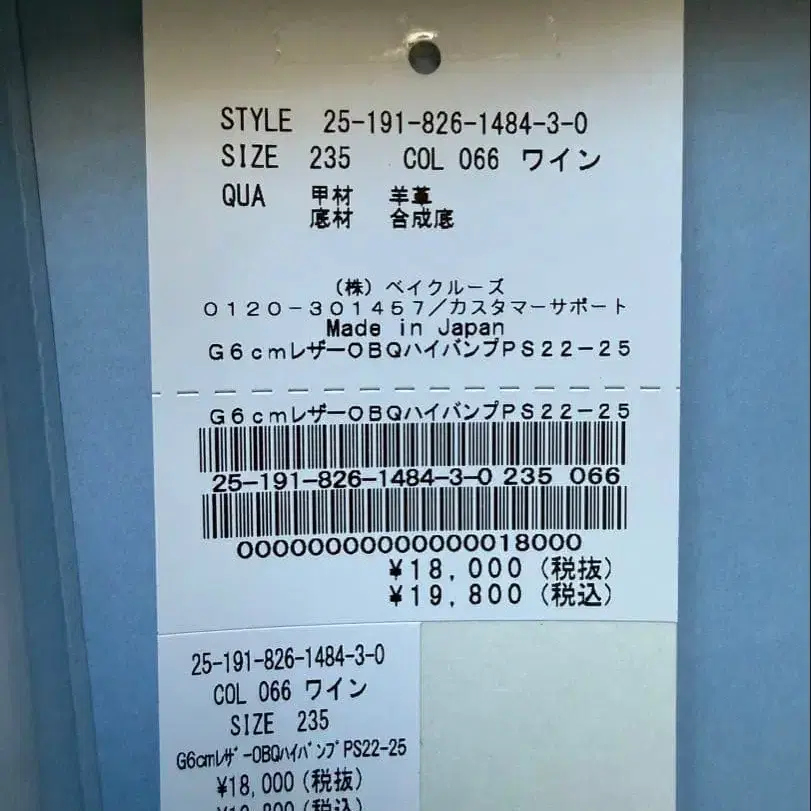 STYLE 25-191-826-1484-3-0
SIZE 235 COL 066 ワイン
QUA 甲材 羊革
底材 合成底
（株）ベイクルーズ
０１２０－３０１４５７／カスタマーサポート
Made in Japan
Ｇ６ｃｍレザーＯＢＱハイバンプＰＳ２２－２５
Ｇ６ｃｍレザーＯＢＱハイバンプＰＳ２２－２５
25-191-826-1484-3-0 235 066
00000000000000018000
¥18,000（税抜）
¥19,800（税込）
25-191-826-1484-3-0
COL 066 ワイン
SIZE 235
G6cmﾚｻﾞｰOBQﾊｲﾊﾞﾝﾌﾟPS22-25
¥18,000（税抜）
¥19,800（税込）